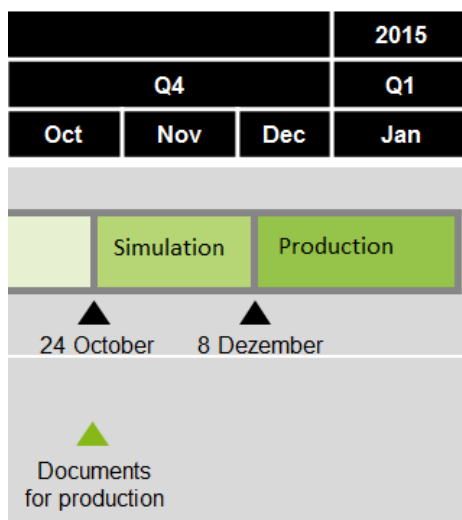 2015
Q4 Q1
Oct Nov Dec Jan
Simulation Production
24 October 8 Dezember
Documents
for production